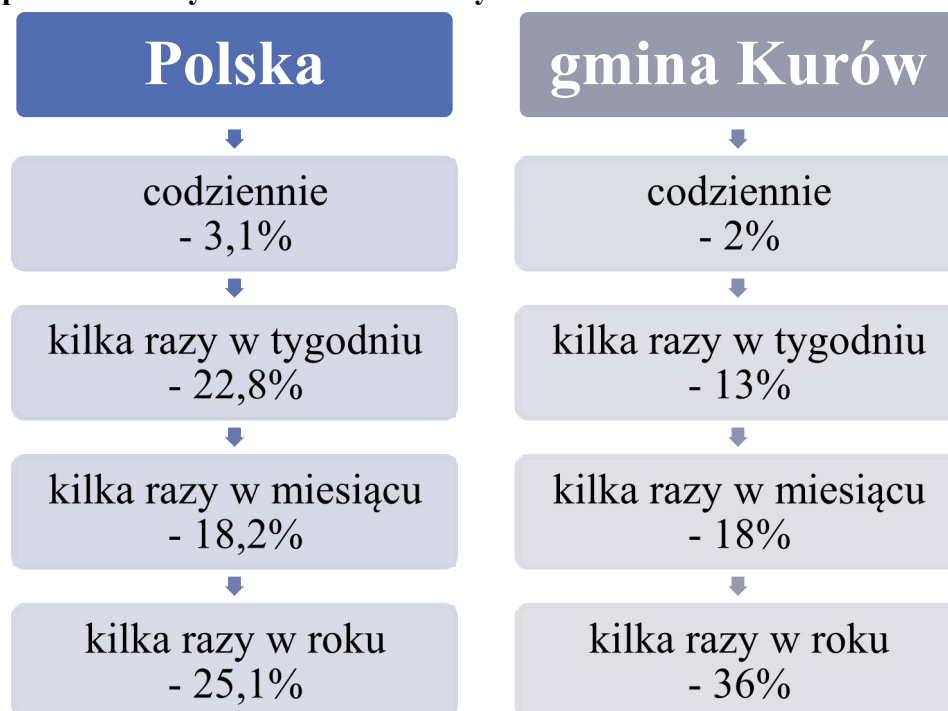 Polska
codziennie
- 3,1%
kilka razy w tygodniu
- 22,8%
kilka razy w miesiącu
- 18,2%
kilka razy w roku
- 25,1%
gmina Kurów
codziennie
- 2%
kilka razy w tygodniu
- 13%
kilka razy w miesiącu
- 18%
kilka razy w roku
- 36%